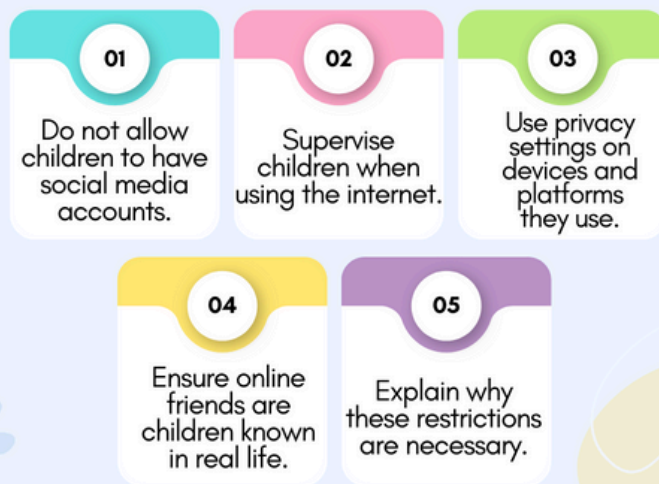 01
Do not allow
children to have
social media
accounts.
02
Supervise
children when
using the internet.
03
Use privacy
settings on
devices and
platforms
they use.
04
Ensure online
friends are
children known
in real life.
05
Explain why
these restrictions
are necessary.